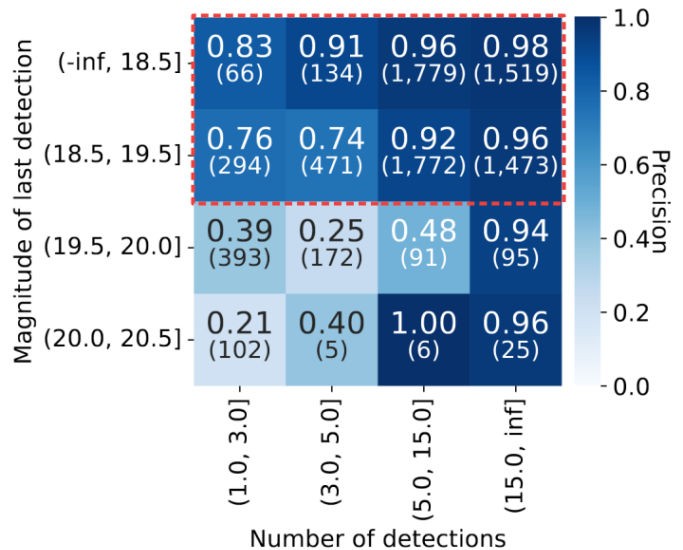 Magnitude of last detection
(-inf, 18.5]
0.83 0.91 0.96 0.98
(66) (134) (1,779) (1,519)
(18.5, 19.5]
0.76 0.74 0.92 0.96
(294) (471) (1,772) (1,473)
(19.5, 20.0]
0.39 0.25 0.48 0.94
(393) (172) (91) (95)
(20.0, 20.5]
0.21 0.40 1.00 0.96
(102) (5) (6) (25)
(1.0, 3.0]
(3.0, 5.0]
(5.0, 15.0]
(15.0, inf]
Number of detections
1.0
0.8
0.6
0.4
0.2
0.0
Precision